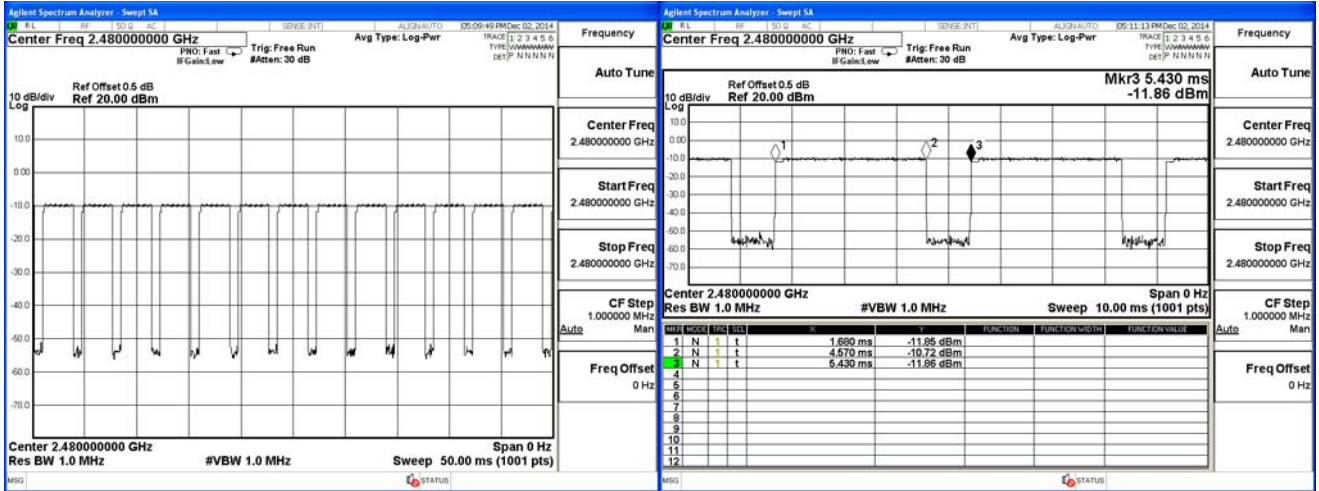 Agilent Spectrum Analyzer - Swept SA
RL RF 50 Ω AC SENSE:INT ALIGN AUTO 05:09:49 PM Dec 02, 2014
Center Freq 2.480000000 GHz
PNO: Fast
IFGain:Low
Trig: Free Run
#Atten: 30 dB
Avg Type: Log-Pwr
TRACE 1 2 3 4 5 6
TYPE
DET P N N N N N
Ref Offset 0.5 dB
10 dB/div Ref 20.00 dBm
Log
10.0
0.00
-10.0
-20.0
-30.0
-40.0
-50.0
-60.0
-70.0
Center 2.480000000 GHz Span 0 Hz
Res BW 1.0 MHz #VBW 1.0 MHz Sweep 50.00 ms (1001 pts)
MSG STATUS
Frequency
Auto Tune
Center Freq
2.480000000 GHz
Start Freq
2.480000000 GHz
Stop Freq
2.480000000 GHz
CF Step
1.000000 MHz
Auto Man
Freq Offset
0 Hz
Agilent Spectrum Analyzer - Swept SA
RL RF 50 Ω AC SENSE:INT ALIGN AUTO 05:11:13 PM Dec 02, 2014
Center Freq 2.480000000 GHz
PNO: Fast
IFGain:Low
Trig: Free Run
#Atten: 30 dB
Avg Type: Log-Pwr
TRACE 1 2 3 4 5 6
TYPE
DET P N N N N N
Mkr3 5.430 ms
-11.86 dBm
Ref Offset 0.5 dB
10 dB/div Ref 20.00 dBm
Log
10.0
0.00
-10.0
-20.0
-30.0
-40.0
-50.0
-60.0
-70.0
1
2
3
Center 2.480000000 GHz Span 0 Hz
Res BW 1.0 MHz #VBW 1.0 MHz Sweep 10.00 ms (1001 pts)
MKR MODE TRC SCL X Y FUNCTION FUNCTION WIDTH FUNCTION VALUE
1 N 1 t 1.680 ms -11.85 dBm
2 N 1 t 4.570 ms -10.72 dBm
3 N 1 t 5.430 ms -11.86 dBm
4
5
6
7
8
9
10
11
12
MSG STATUS
Frequency
Auto Tune
Center Freq
2.480000000 GHz
Start Freq
2.480000000 GHz
Stop Freq
2.480000000 GHz
CF Step
1.000000 MHz
Auto Man
Freq Offset
0 Hz